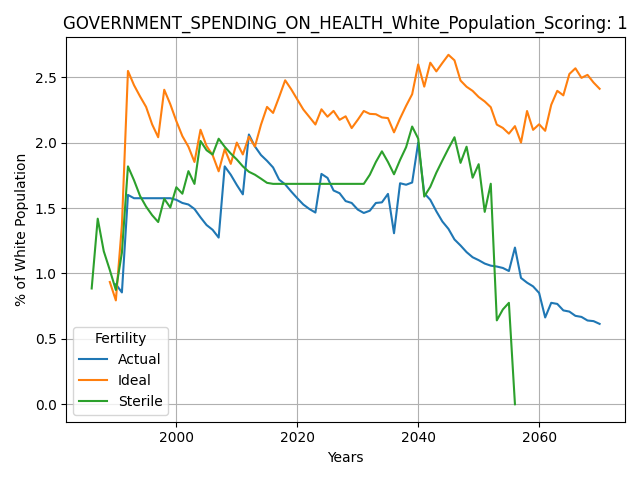 GOVERNMENT_SPENDING_ON_HEALTH_White_Population_Scoring: 1
% of White Population
2.5
2.0
1.5
1.0
0.5
0.0
Fertility
Actual
Ideal
Sterile
2000 2020 2040 2060
Years